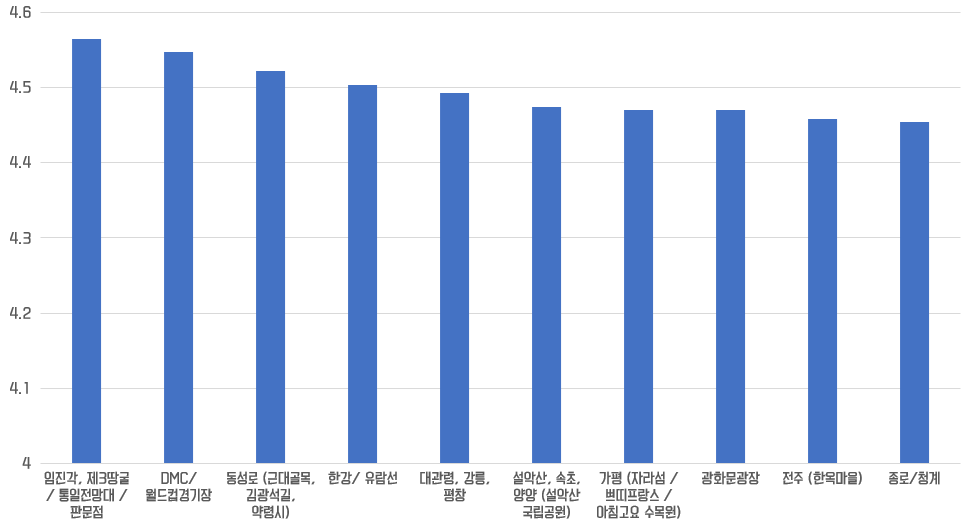 4.6
4.5
4.4
4.3
4.2
4.1
4
임진각, 제3땅굴
/ 통일전망대 /
판문점
DMC/
월드컵경기장
동성로 (근대골목,
김광석길,
약령시)
한강/ 유람선
대관령, 강릉,
평창
설악산, 속초,
양양 (설악산
국립공원)
가평 (자라섬 /
쁘띠프랑스 /
아침고요 수목원)
광화문광장
전주 (한옥마을)
종로/청계